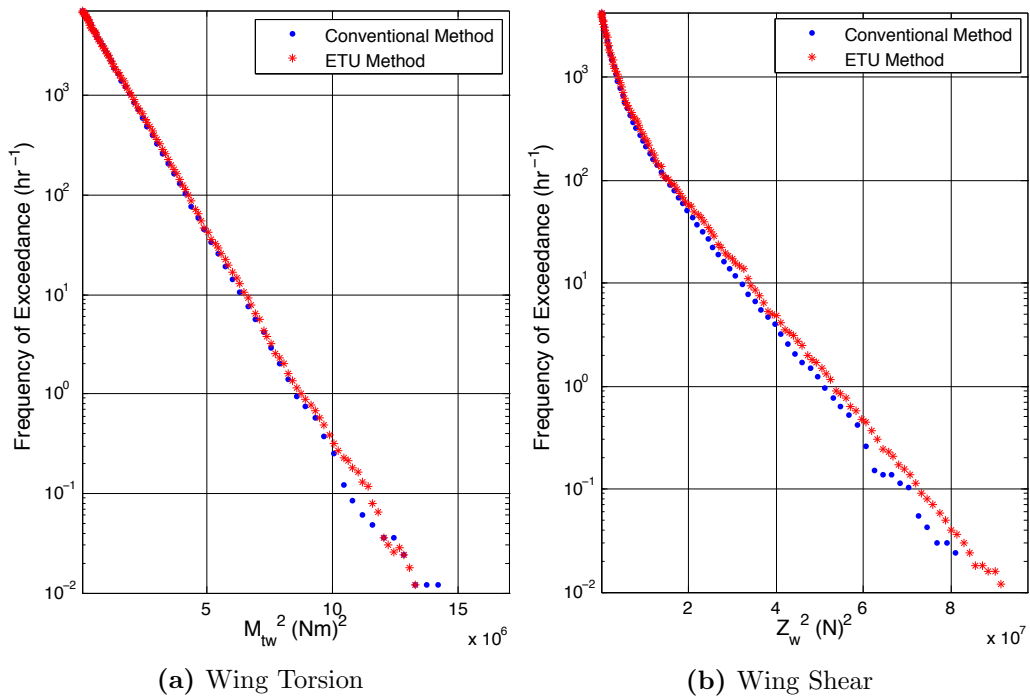 Conventional Method
ETU Method
Frequency of Exceedance (hr⁻¹)
10³
10²
10¹
10⁰
10⁻¹
10⁻²
5
10
15
M_tw² (Nm)²
x 10⁶
(a) Wing Torsion
Conventional Method
ETU Method
Frequency of Exceedance (hr⁻¹)
10³
10²
10¹
10⁰
10⁻¹
10⁻²
2
4
6
8
Z_w² (N)²
x 10⁷
(b) Wing Shear